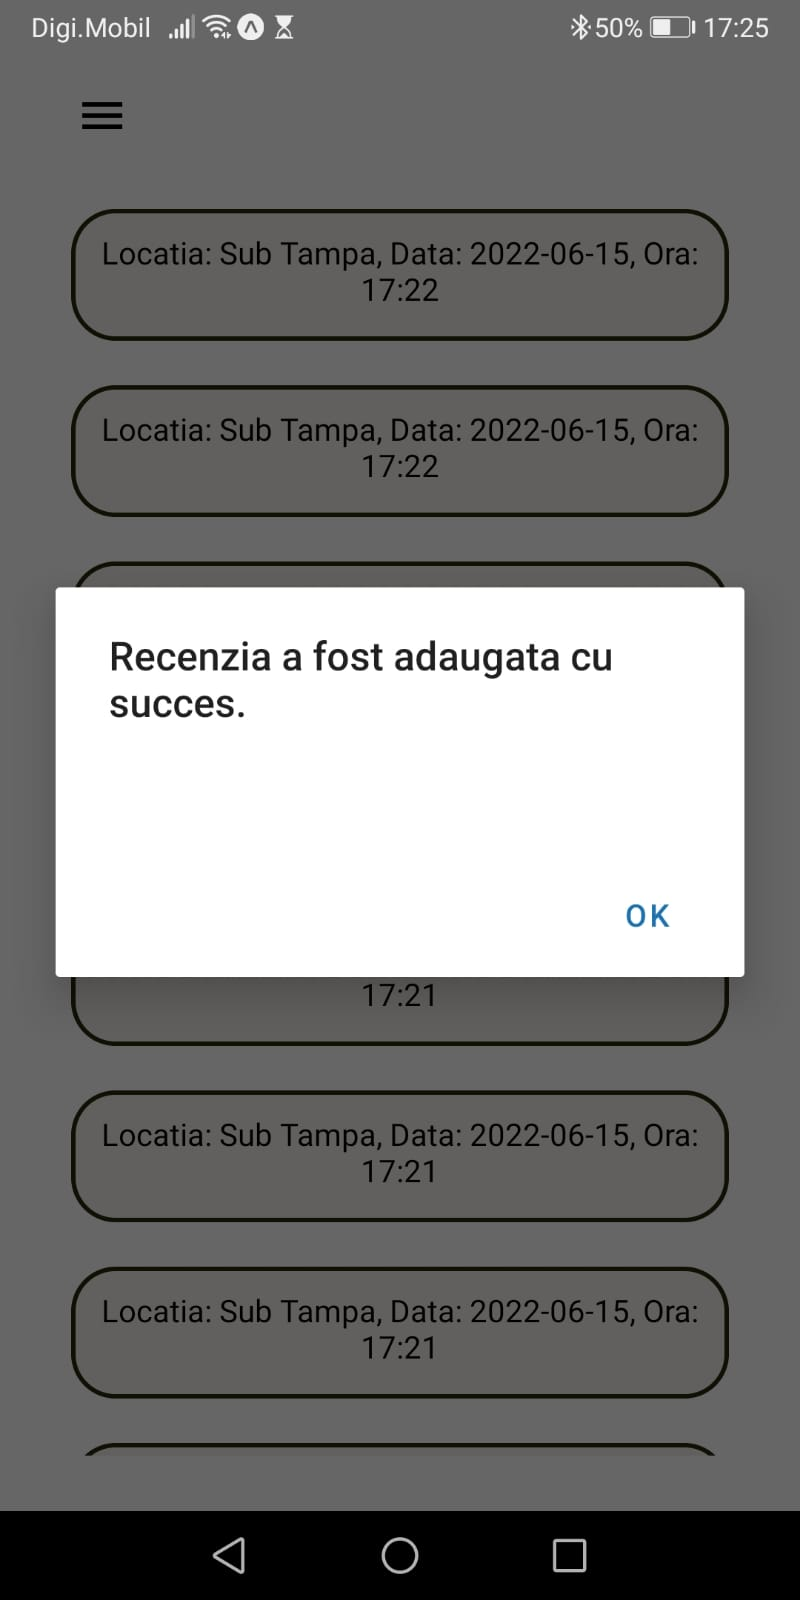 Digi.Mobil 50% 17:25
Locatia: Sub Tampa, Data: 2022-06-15, Ora:
17:22
Locatia: Sub Tampa, Data: 2022-06-15, Ora:
17:22
Recenzia a fost adaugata cu
succes.
OK
17:21
Locatia: Sub Tampa, Data: 2022-06-15, Ora:
17:21
Locatia: Sub Tampa, Data: 2022-06-15, Ora:
17:21